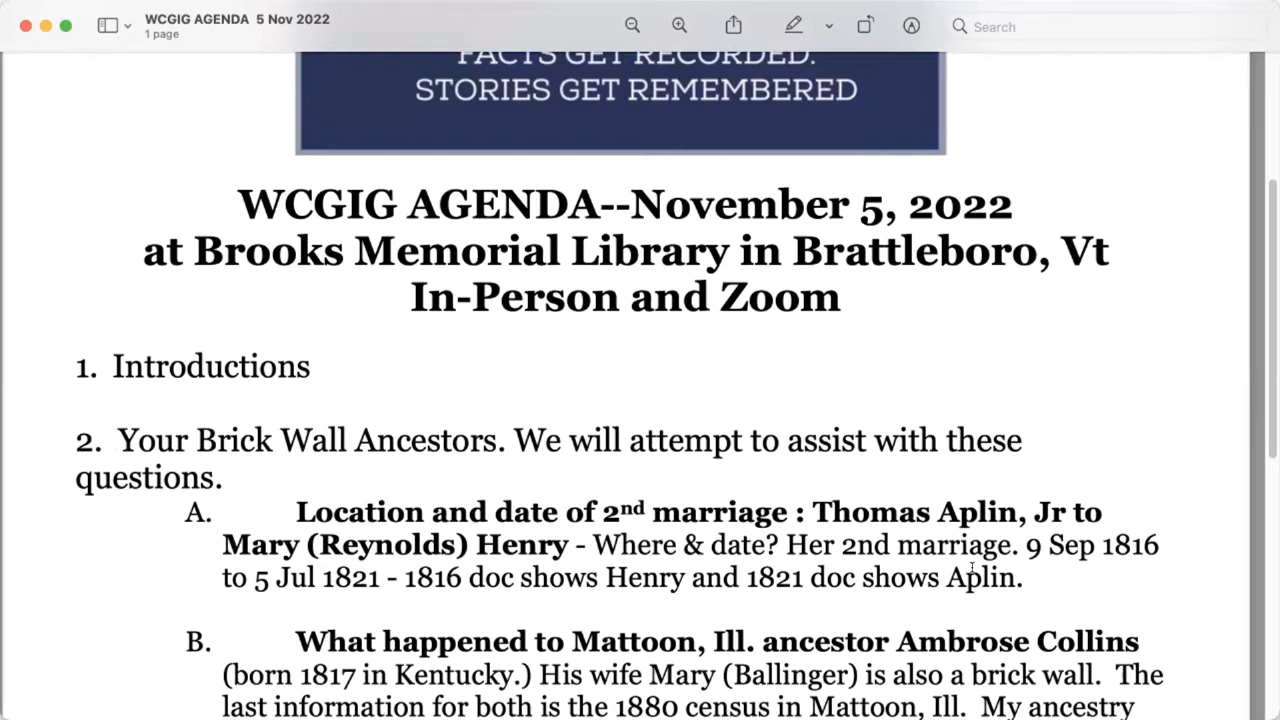 WCGIG AGENDA 5 Nov 2022
1 page
Search
FACTS GET RECORDED.
STORIES GET REMEMBERED
WCGIG AGENDA--November 5, 2022
at Brooks Memorial Library in Brattleboro, Vt
In-Person and Zoom
1. Introductions
2. Your Brick Wall Ancestors. We will attempt to assist with these
questions.
A. Location and date of 2nd marriage : Thomas Aplin, Jr to
Mary (Reynolds) Henry - Where & date? Her 2nd marriage. 9 Sep 1816
to 5 Jul 1821 - 1816 doc shows Henry and 1821 doc shows Aplin.
B. What happened to Mattoon, Ill. ancestor Ambrose Collins
(born 1817 in Kentucky.) His wife Mary (Ballinger) is also a brick wall. The
last information for both is the 1880 census in Mattoon, Ill. My ancestry